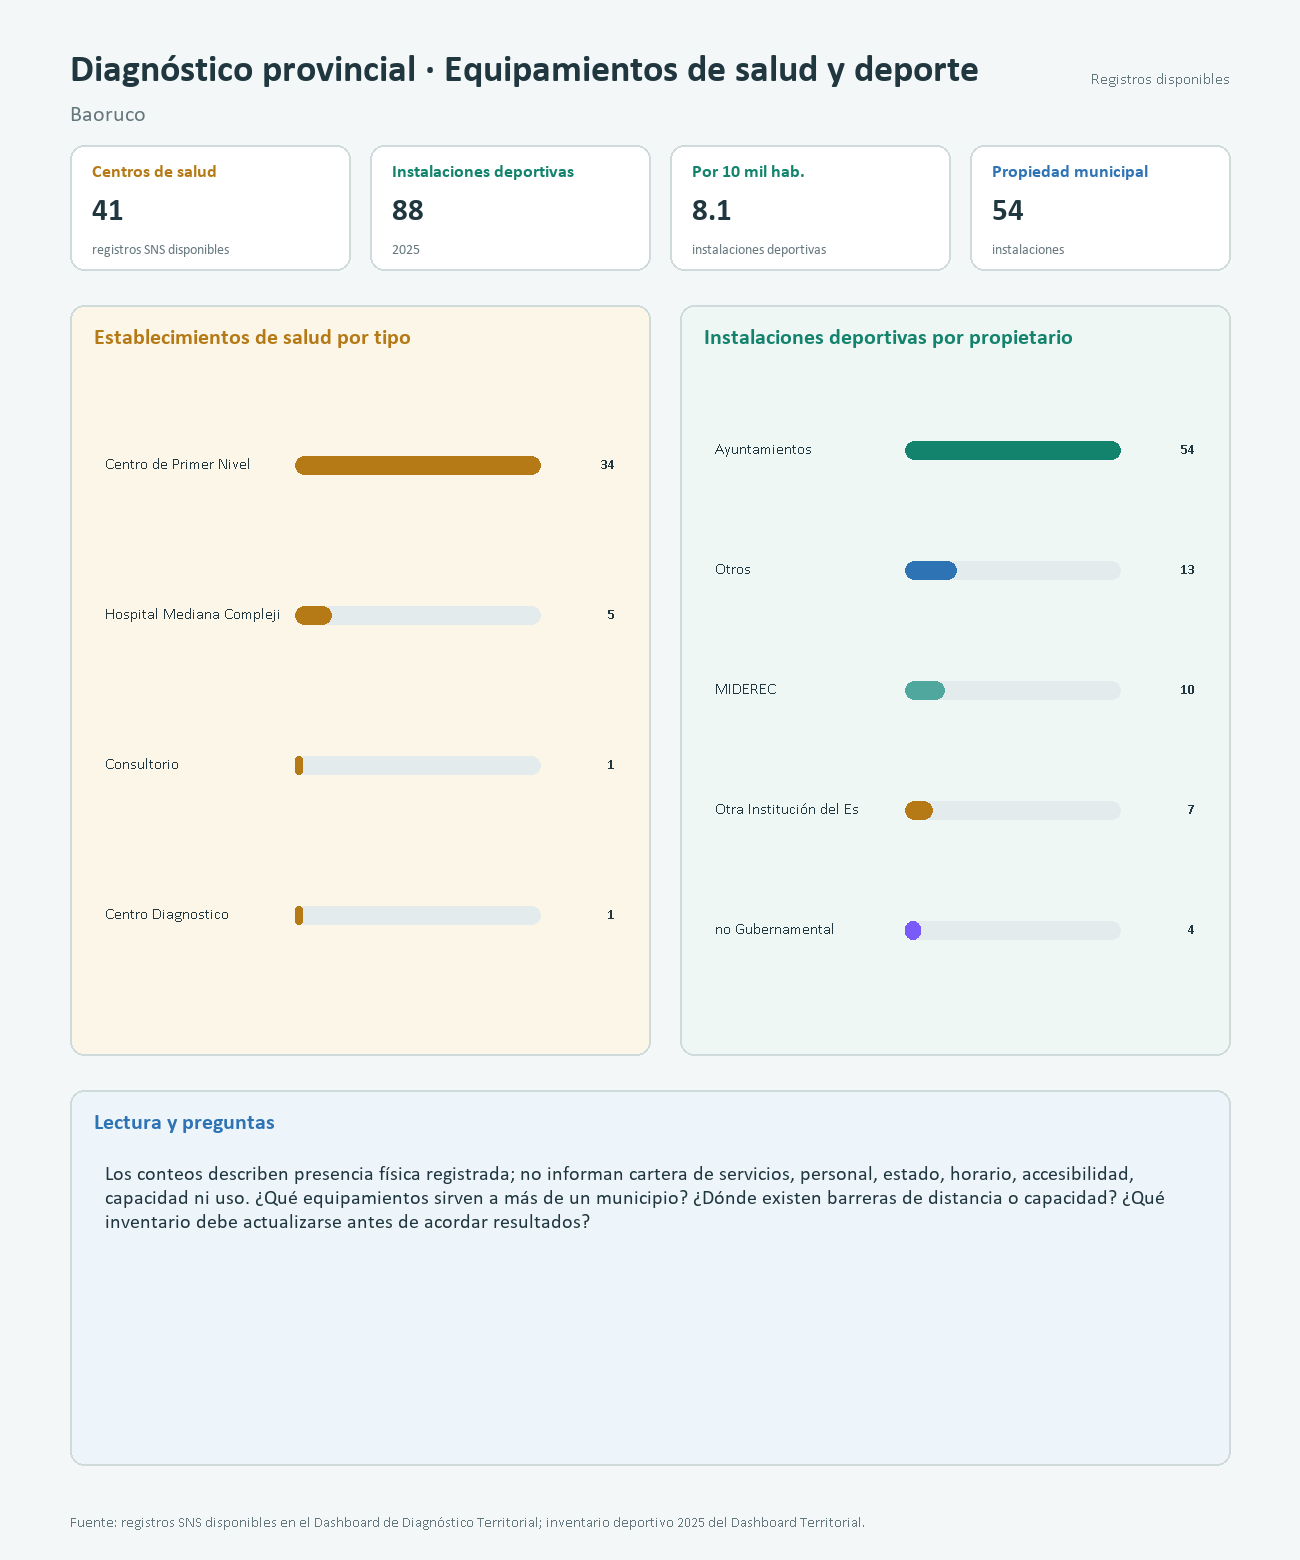 Diagnóstico provincial · Equipamientos de salud y deporte
Registros disponibles
Baoruco
Centros de salud
41
registros SNS disponibles
Instalaciones deportivas
88
2025
Por 10 mil hab.
8.1
instalaciones deportivas
Propiedad municipal
54
instalaciones
Establecimientos de salud por tipo
Centro de Primer Nivel 34
Hospital Mediana Compleji 5
Consultorio 1
Centro Diagnostico 1
Instalaciones deportivas por propietario
Ayuntamientos 54
Otros 13
MIDEREC 10
Otra Institución del Es 7
no Gubernamental 4
Lectura y preguntas
Los conteos describen presencia física registrada; no informan cartera de servicios, personal, estado, horario, accesibilidad,
capacidad ni uso. ¿Qué equipamientos sirven a más de un municipio? ¿Dónde existen barreras de distancia o capacidad? ¿Qué
inventario debe actualizarse antes de acordar resultados?
Fuente: registros SNS disponibles en el Dashboard de Diagnóstico Territorial; inventario deportivo 2025 del Dashboard Territorial.